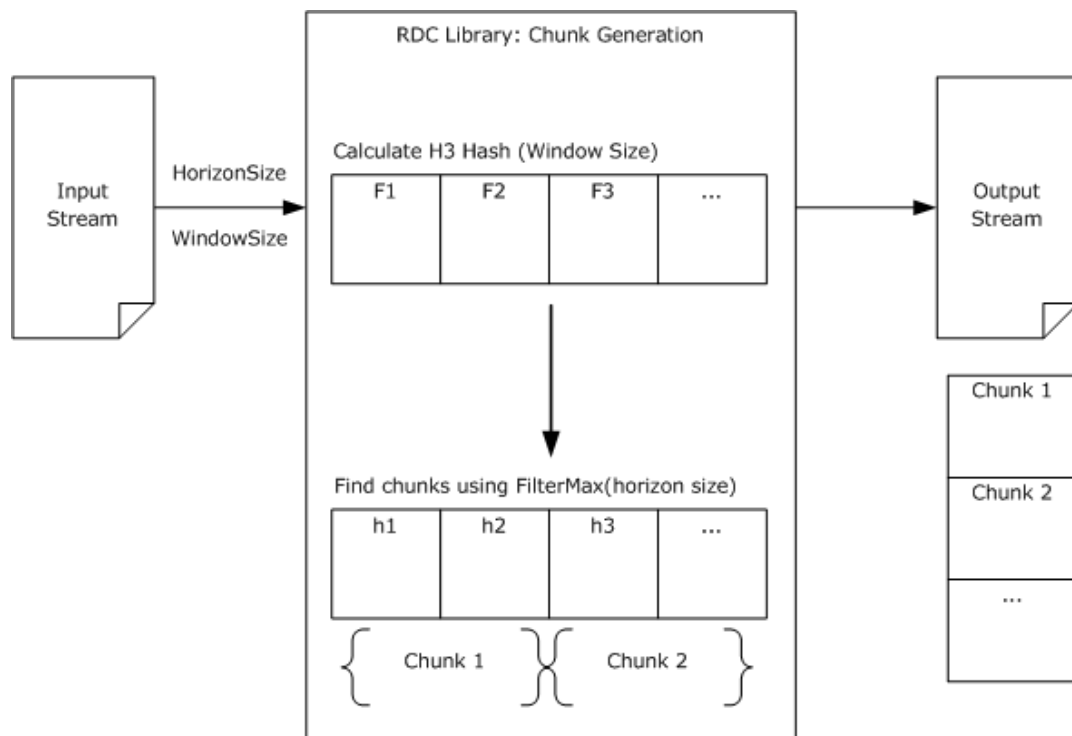 RDC Library: Chunk Generation
Input
Stream
HorizonSize
WindowSize
Calculate H3 Hash (Window Size)
F1 F2 F3 ...
Find chunks using FilterMax(horizon size)
h1 h2 h3 ...
Chunk 1 Chunk 2
Output
Stream
Chunk 1
Chunk 2
...